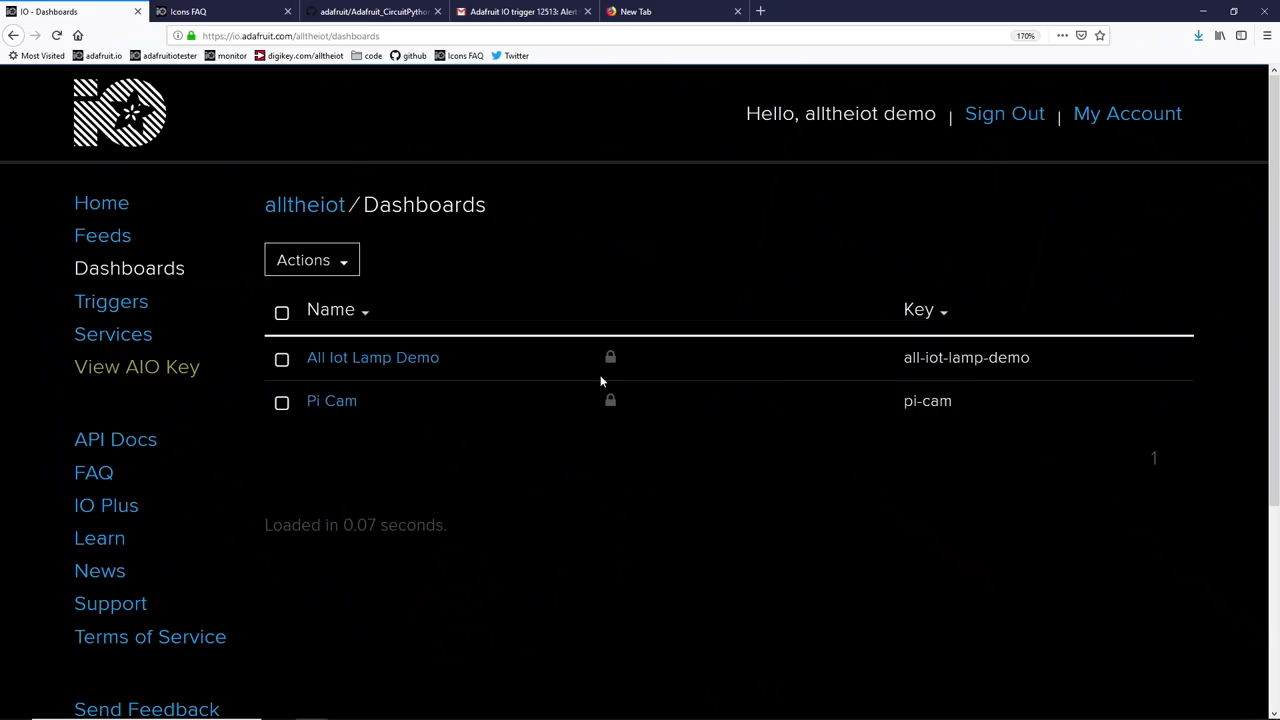 IO - Dashboards
Icons FAQ
adafruit/Adafruit_CircuitPytho
Adafruit IO trigger 12513: Alert
New Tab
https://io.adafruit.com/alltheiot/dashboards
170%
Most Visited
adafruit.io
adafruitiotester
monitor
digikey.com/alltheiot
code
github
Icons FAQ
Twitter
Hello, alltheiot demo | Sign Out | My Account
Home
Feeds
Dashboards
Triggers
Services
View AIO Key
API Docs
FAQ
IO Plus
Learn
News
Support
Terms of Service
Send Feedback
alltheiot / Dashboards
Actions
Name
Key
All Iot Lamp Demo
all-iot-lamp-demo
Pi Cam
pi-cam
1
Loaded in 0.07 seconds.